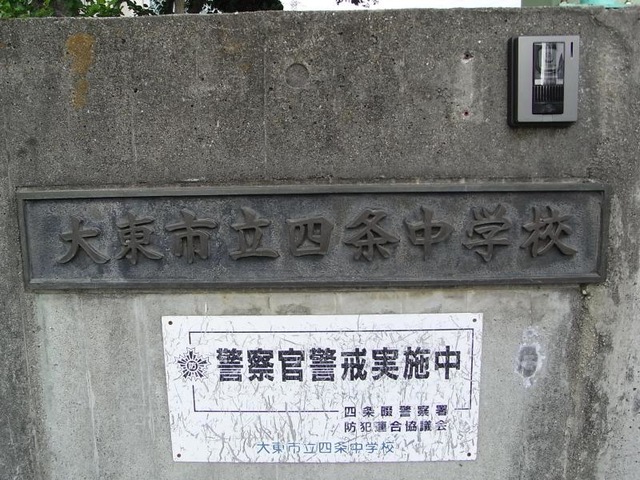 大東市立四条中学校
警察官警戒実施中
四条畷警察署
防犯連合協議会
大東市立四条中学校